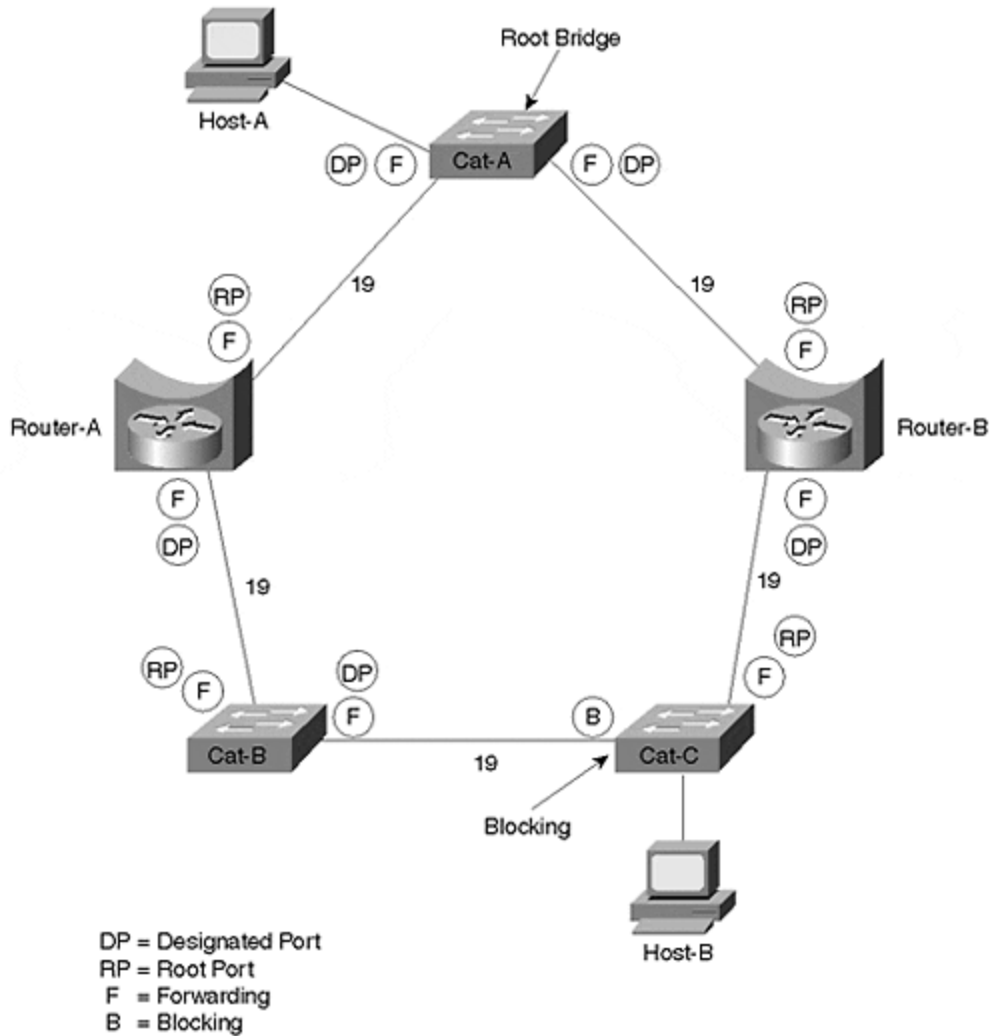 Root Bridge
Host-A
Cat-A
DP F
F DP
19
19
RP
F
RP
F
Router-A
Router-B
F
DP
F
DP
19
19
RP
F
DP
F
B
RP
F
Cat-B
19
Cat-C
Blocking
Host-B
DP = Designated Port
RP = Root Port
F = Forwarding
B = Blocking